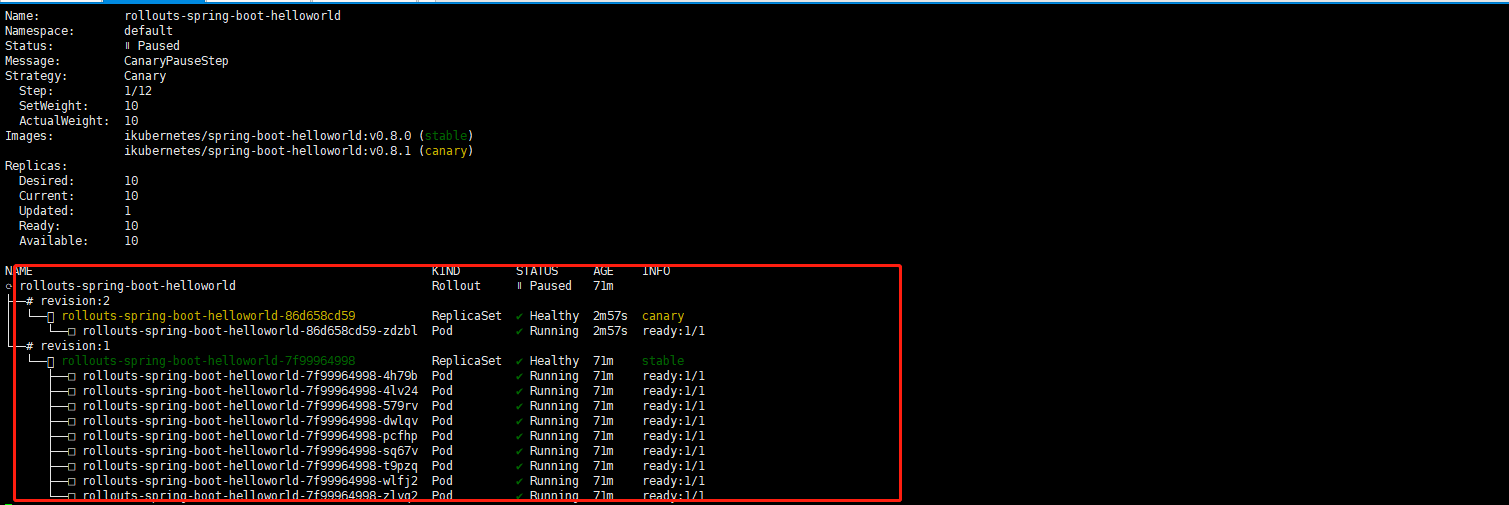 Name: rollouts-spring-boot-helloworld
Namespace: default
Status: ॥ Paused
Message: CanaryPauseStep
Strategy: Canary
Step: 1/12
SetWeight: 10
ActualWeight: 10
Images: ikubernetes/spring-boot-helloworld:v0.8.0 (stable)
ikubernetes/spring-boot-helloworld:v0.8.1 (canary)
Replicas:
Desired: 10
Current: 10
Updated: 1
Ready: 10
Available: 10
NAME KIND STATUS AGE INFO
⟳ rollouts-spring-boot-helloworld Rollout ॥ Paused 71m
├──# revision:2
│  └──□ rollouts-spring-boot-helloworld-86d658cd59 ReplicaSet ✔ Healthy 2m57s canary
│     └──□ rollouts-spring-boot-helloworld-86d658cd59-zdzbl Pod ✔ Running 2m57s ready:1/1
└──# revision:1
   └──□ rollouts-spring-boot-helloworld-7f99964998 ReplicaSet ✔ Healthy 71m stable
      ├──□ rollouts-spring-boot-helloworld-7f99964998-4h79b Pod ✔ Running 71m ready:1/1
      ├──□ rollouts-spring-boot-helloworld-7f99964998-4lv24 Pod ✔ Running 71m ready:1/1
      ├──□ rollouts-spring-boot-helloworld-7f99964998-579rv Pod ✔ Running 71m ready:1/1
      ├──□ rollouts-spring-boot-helloworld-7f99964998-dwlqv Pod ✔ Running 71m ready:1/1
      ├──□ rollouts-spring-boot-helloworld-7f99964998-pcfhp Pod ✔ Running 71m ready:1/1
      ├──□ rollouts-spring-boot-helloworld-7f99964998-sq67v Pod ✔ Running 71m ready:1/1
      ├──□ rollouts-spring-boot-helloworld-7f99964998-t9pzq Pod ✔ Running 71m ready:1/1
      ├──□ rollouts-spring-boot-helloworld-7f99964998-wlfj2 Pod ✔ Running 71m ready:1/1
      └──□ rollouts-spring-boot-helloworld-7f99964998-zlvg2 Pod ✔ Running 71m ready:1/1